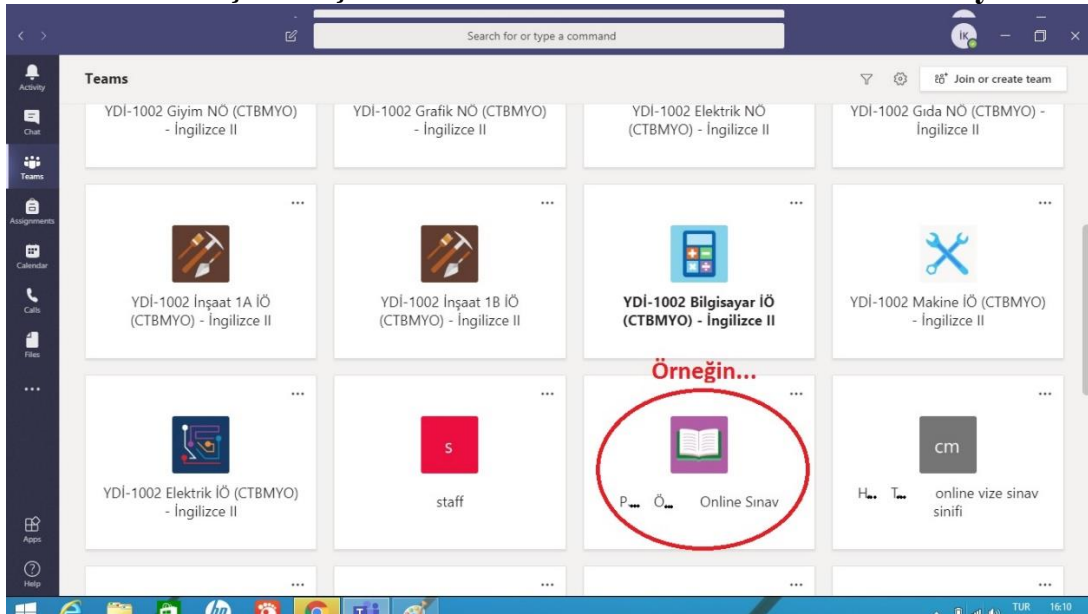 Search for or type a command
İK
Activity
Chat
Teams
Assignments
Calendar
Calls
Files
Apps
Help
Teams
Join or create team
YDİ-1002 Giyim NÖ (CTBMYO)
- İngilizce II
YDİ-1002 Grafik NÖ (CTBMYO)
- İngilizce II
YDİ-1002 Elektrik NÖ
(CTBMYO) - İngilizce II
YDİ-1002 Gıda NÖ (CTBMYO) -
İngilizce II
YDİ-1002 İnşaat 1A İÖ
(CTBMYO) - İngilizce II
YDİ-1002 İnşaat 1B İÖ
(CTBMYO) - İngilizce II
YDİ-1002 Bilgisayar İÖ
(CTBMYO) - İngilizce II
YDİ-1002 Makine İÖ (CTBMYO)
- İngilizce II
Örneğin...
YDİ-1002 Elektrik İÖ (CTBMYO)
- İngilizce II
s
staff
P... Ö... Online Sınav
cm
H... T... online vize sinav
sinifi
hp
TUR 16:10